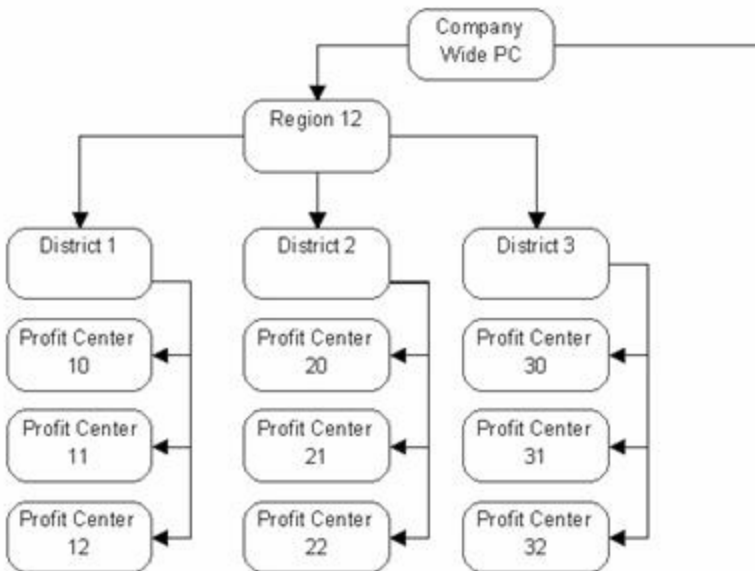 Company
Wide PC
Region 12
District 1
District 2
District 3
Profit Center
10
Profit Center
20
Profit Center
30
Profit Center
11
Profit Center
21
Profit Center
31
Profit Center
12
Profit Center
22
Profit Center
32